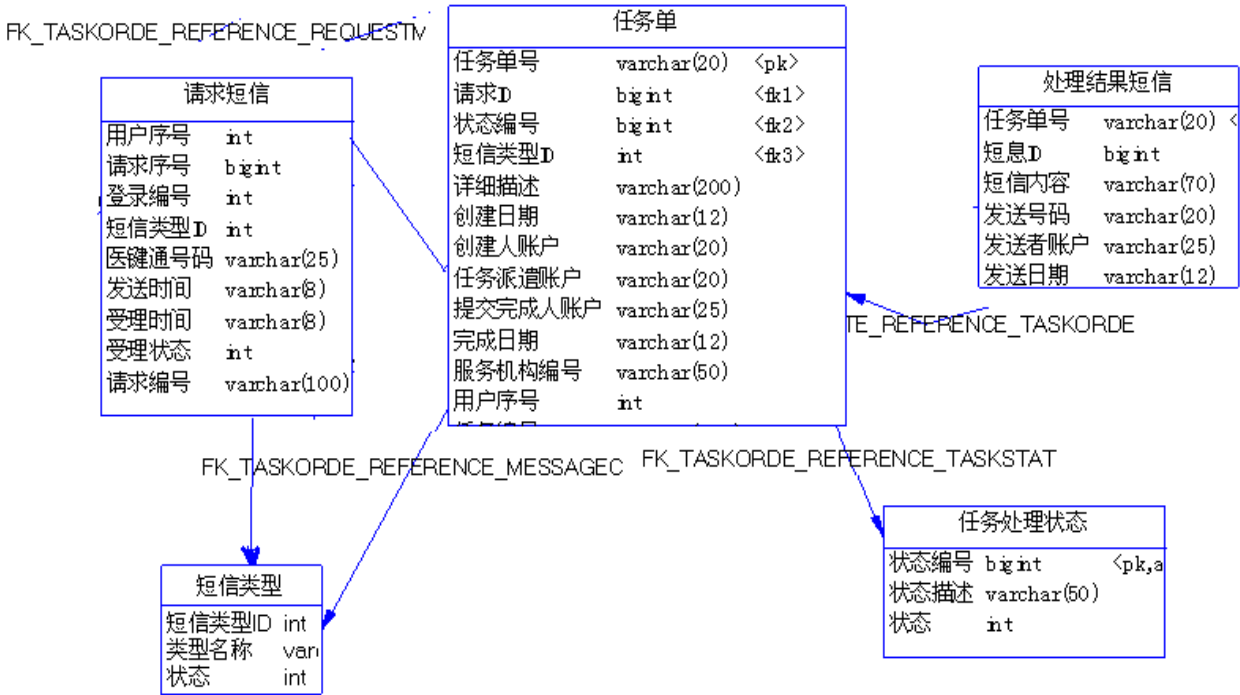 FK_TASKORDE_REFERENCE_REQUESTM
请求短信
用户序号 int
请求序号 bigint
登录编号 int
短信类型ID int
医键通号码 varchar(25)
发送时间 varchar(8)
受理时间 varchar(8)
受理状态 int
请求编号 varchar(100)
任务单
任务单号 varchar(20) <pk>
请求ID bigint <fk1>
状态编号 bigint <fk2>
短信类型ID int <fk3>
详细描述 varchar(200)
创建日期 varchar(12)
创建人账户 varchar(20)
任务派遣账户 varchar(20)
提交完成人账户 varchar(25)
完成日期 varchar(12)
服务机构编号 varchar(50)
用户序号 int
处理结果短信
任务单号 varchar(20) <
短息ID bigint
短信内容 varchar(70)
发送号码 varchar(20)
发送者账户 varchar(25)
发送日期 varchar(12)
TE_REFERENCE_TASKORDE
FK_TASKORDE_REFERENCE_MESSAGEC
FK_TASKORDE_REFERENCE_TASKSTAT
短信类型
短信类型ID int
类型名称 varc
状态 int
任务处理状态
状态编号 bigint <pk,a
状态描述 varchar(50)
状态 int